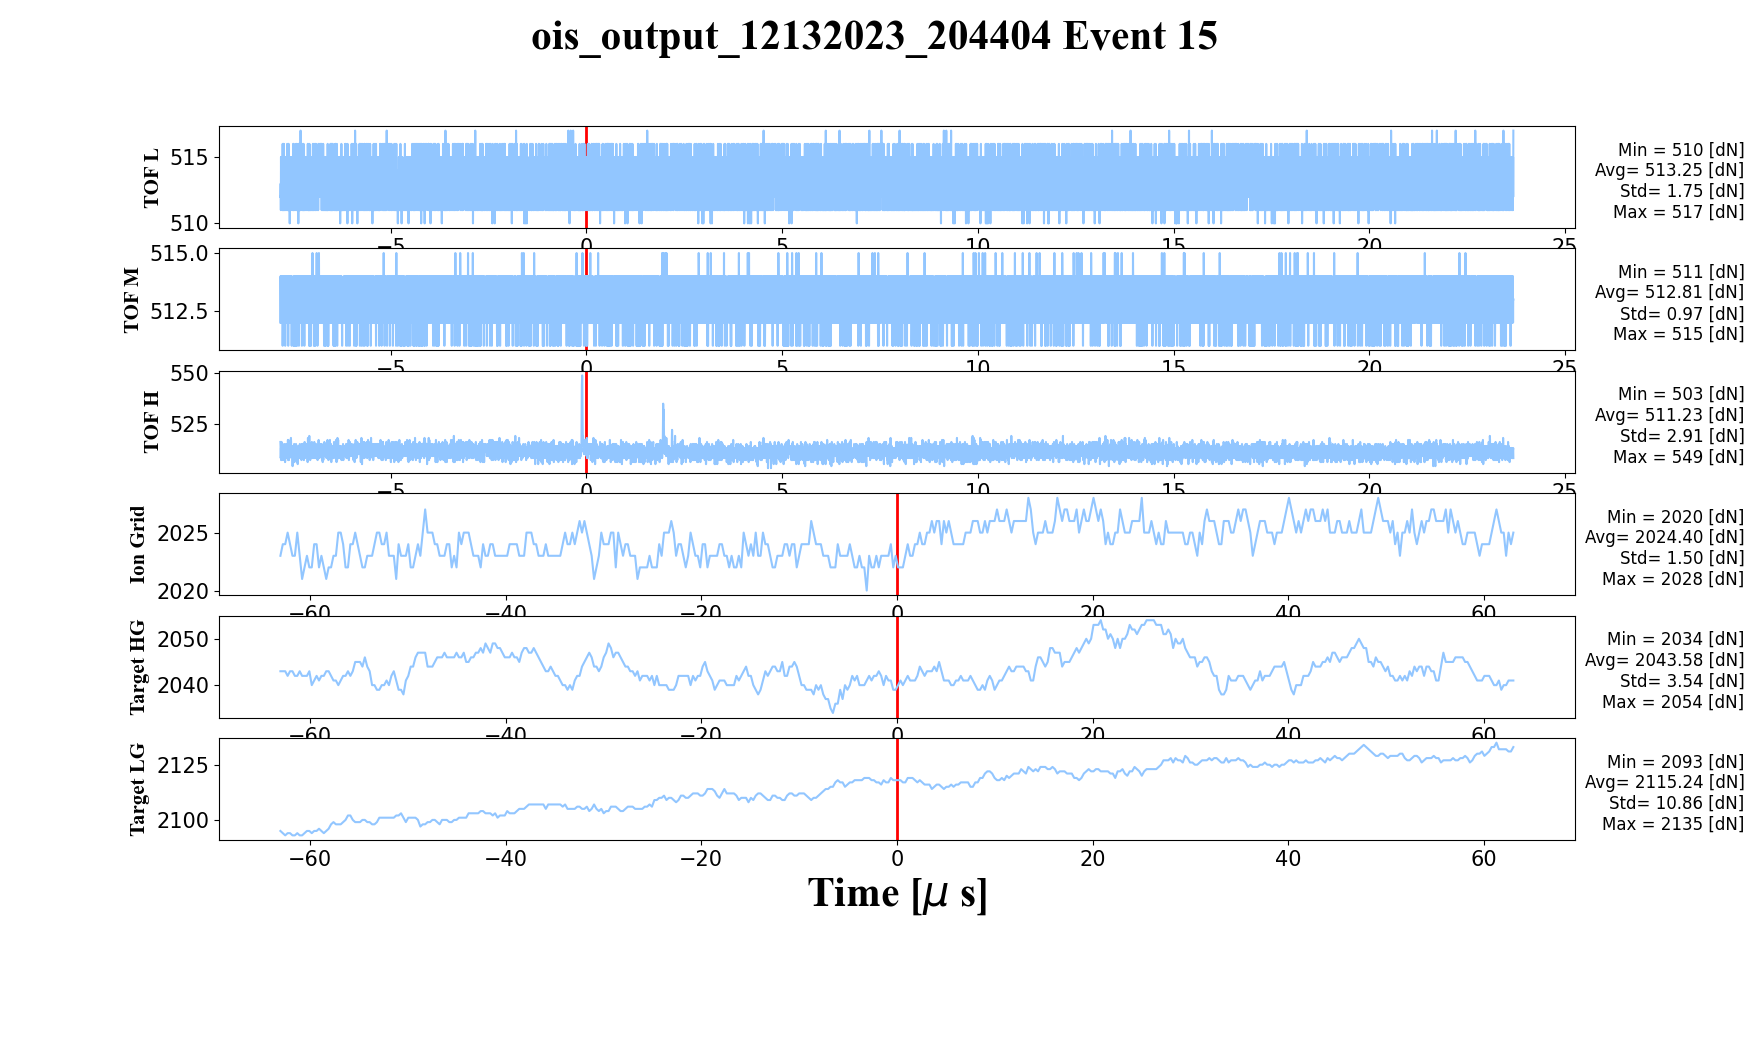 ois_output_12132023_204404 Event 15
TOF L
515
510
Min = 510 [dN]
Avg= 513.25 [dN]
Std= 1.75 [dN]
Max = 517 [dN]
−5 0 5 10 15 20 25
TOF M
515.0
512.5
Min = 511 [dN]
Avg= 512.81 [dN]
Std= 0.97 [dN]
Max = 515 [dN]
−5 0 5 10 15 20 25
TOF H
550
525
Min = 503 [dN]
Avg= 511.23 [dN]
Std= 2.91 [dN]
Max = 549 [dN]
−5 0 5 10 15 20 25
Ion Grid
2025
2020
Min = 2020 [dN]
Avg= 2024.40 [dN]
Std= 1.50 [dN]
Max = 2028 [dN]
−60 −40 −20 0 20 40 60
Target HG
2050
2040
Min = 2034 [dN]
Avg= 2043.58 [dN]
Std= 3.54 [dN]
Max = 2054 [dN]
−60 −40 −20 0 20 40 60
Target LG
2125
2100
Min = 2093 [dN]
Avg= 2115.24 [dN]
Std= 10.86 [dN]
Max = 2135 [dN]
−60 −40 −20 0 20 40 60
Time [μ s]